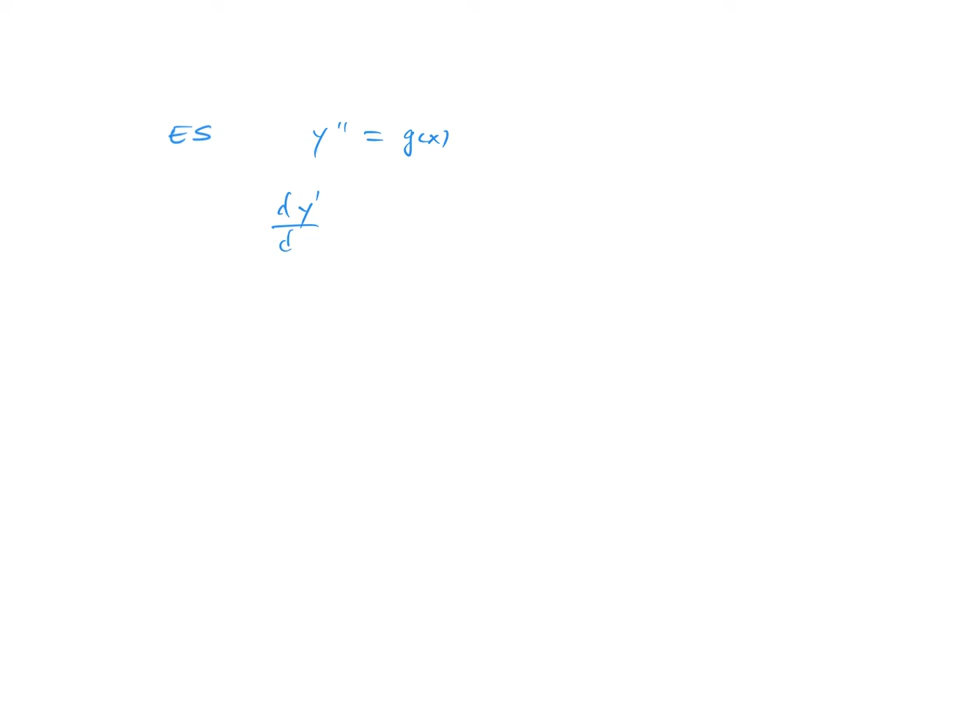 ES y'' = g(x)
dy'
d